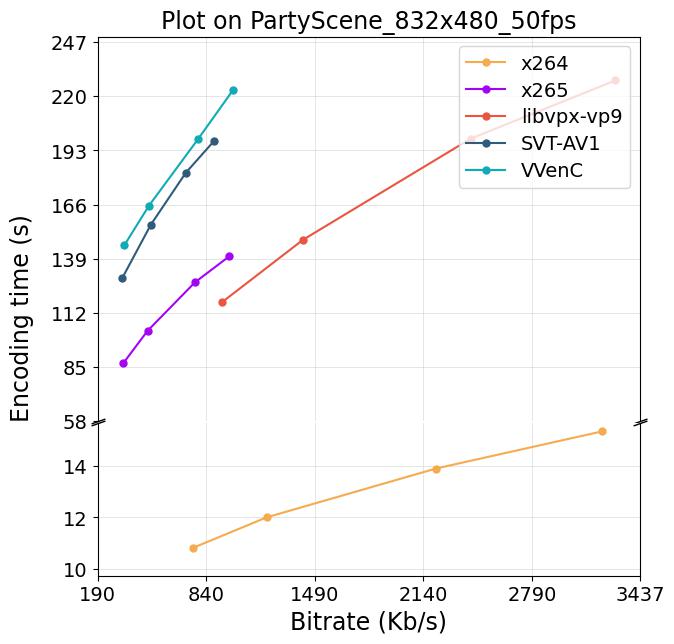 Plot on PartyScene_832x480_50fps
Encoding time (s)
247
220
193
166
139
112
85
58
14
12
10
x264
x265
libvpx-vp9
SVT-AV1
VVenC
190 840 1490 2140 2790 3437
Bitrate (Kb/s)